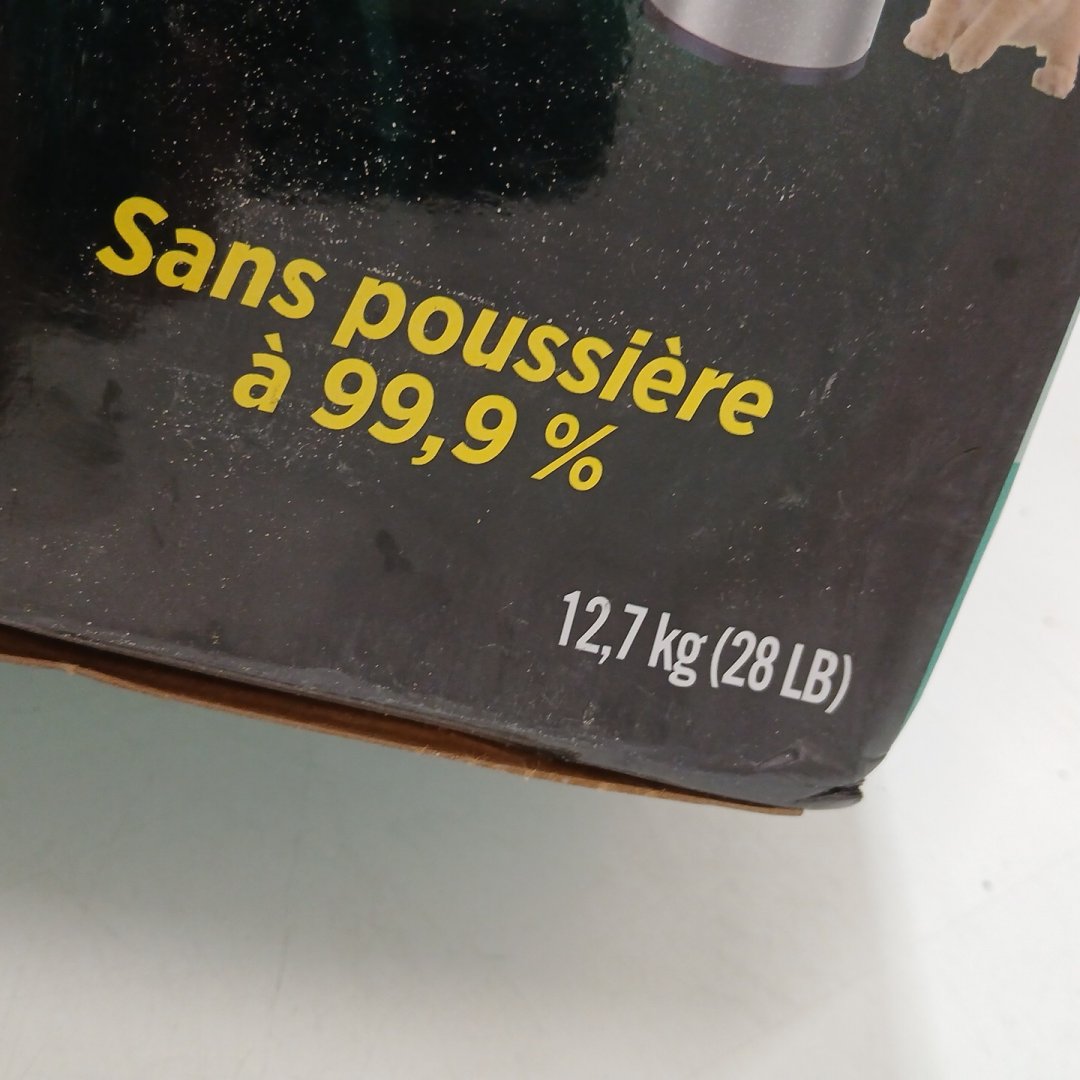 Sans poussière
à 99,9 %
12,7 kg (28 LB)